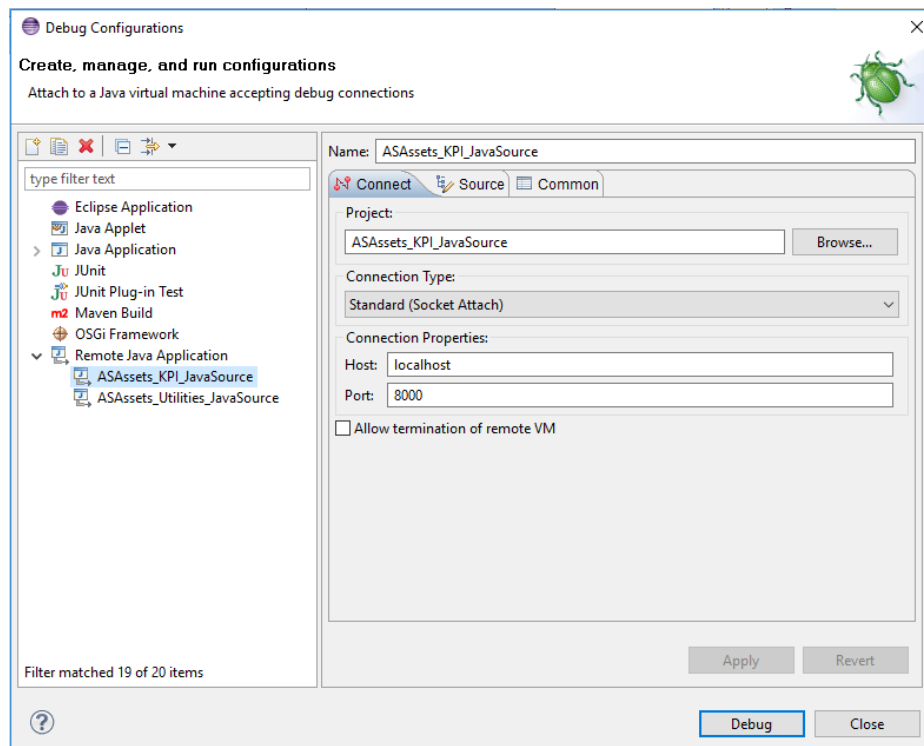 Debug Configurations
Create, manage, and run configurations
Attach to a Java virtual machine accepting debug connections
type filter text
Eclipse Application
Java Applet
Java Application
Ju JUnit
JUnit Plug-in Test
m2 Maven Build
OSGi Framework
Remote Java Application
ASAssets_KPI_JavaSource
ASAssets_Utilities_JavaSource
Filter matched 19 of 20 items
Name: ASAssets_KPI_JavaSource
Connect Source Common
Project:
ASAssets_KPI_JavaSource Browse...
Connection Type:
Standard (Socket Attach)
Connection Properties:
Host: localhost
Port: 8000
Allow termination of remote VM
Apply Revert
? Debug Close